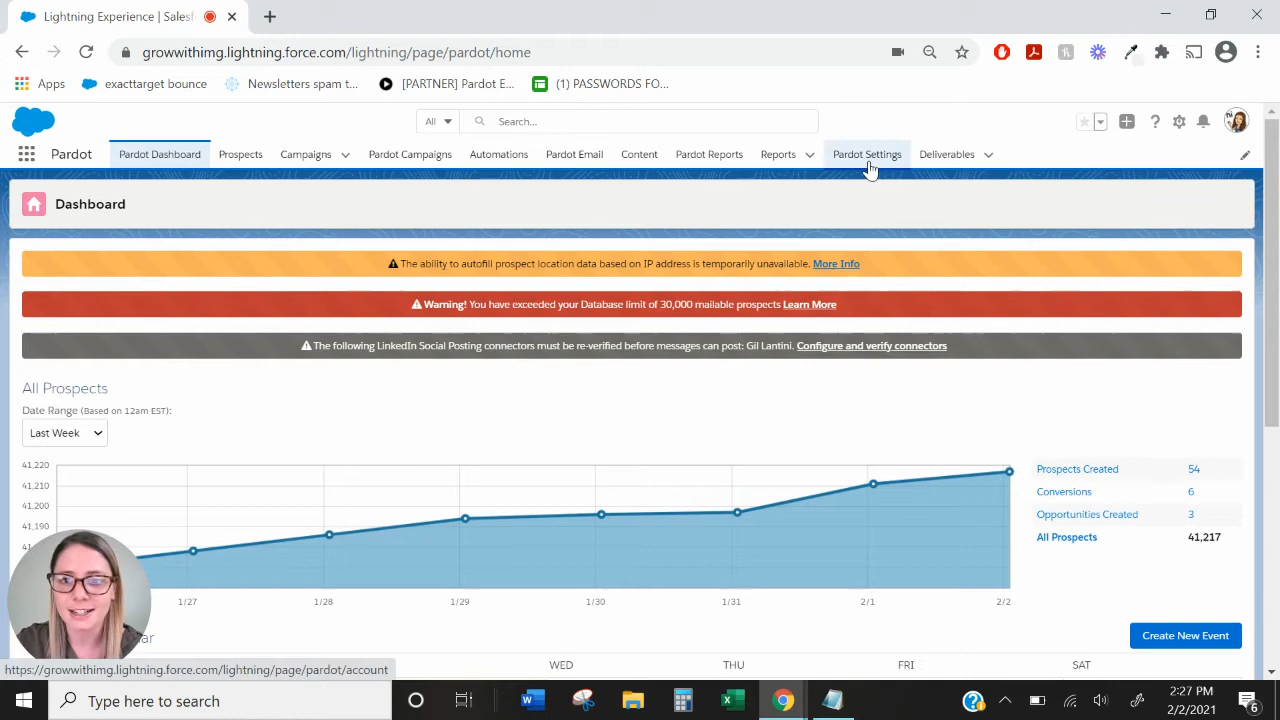 Lightning Experience | Salesf
growwithimg.lightning.force.com/lightning/page/pardot/home
Apps
exacttarget bounce
Newsletters spam t...
[PARTNER] Pardot E...
(1) PASSWORDS FO...
All
Search...
Pardot
Pardot Dashboard
Prospects
Campaigns
Pardot Campaigns
Automations
Pardot Email
Content
Pardot Reports
Reports
Pardot Settings
Deliverables
Dashboard
The ability to autofill prospect location data based on IP address is temporarily unavailable. More Info
Warning! You have exceeded your Database limit of 30,000 mailable prospects Learn More
The following LinkedIn Social Posting connectors must be re-verified before messages can post: Gil Lantini. Configure and verify connectors
All Prospects
Date Range (Based on 12am EST):
Last Week
41,220
41,210
41,200
41,190
1/27
1/28
1/29
1/30
1/31
2/1
2/2
Prospects Created 54
Conversions 6
Opportunities Created 3
All Prospects 41,217
Create New Event
WED
THU
FRI
SAT
https://growwithimg.lightning.force.com/lightning/page/pardot/account
Type here to search
2:27 PM
2/2/2021
6